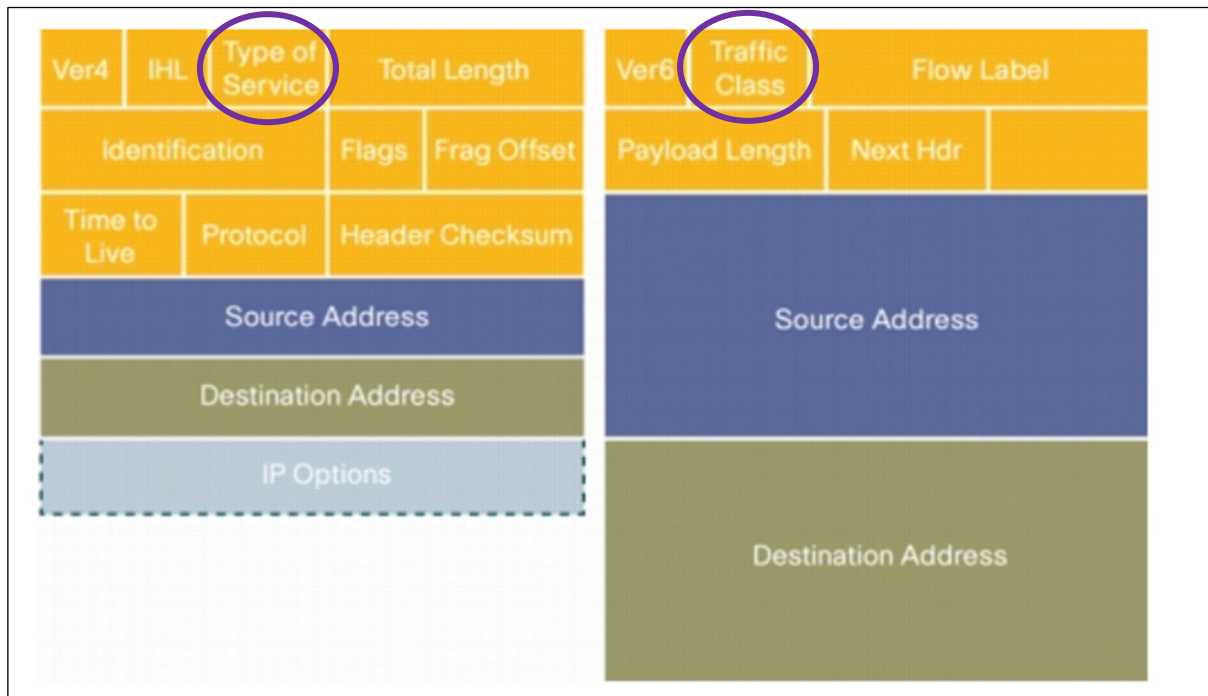 Ver4 IHL Type of Service Total Length
Identification Flags Frag Offset
Time to Live Protocol Header Checksum
Source Address
Destination Address
IP Options
Ver6 Traffic Class Flow Label
Payload Length Next Hdr
Source Address
Destination Address